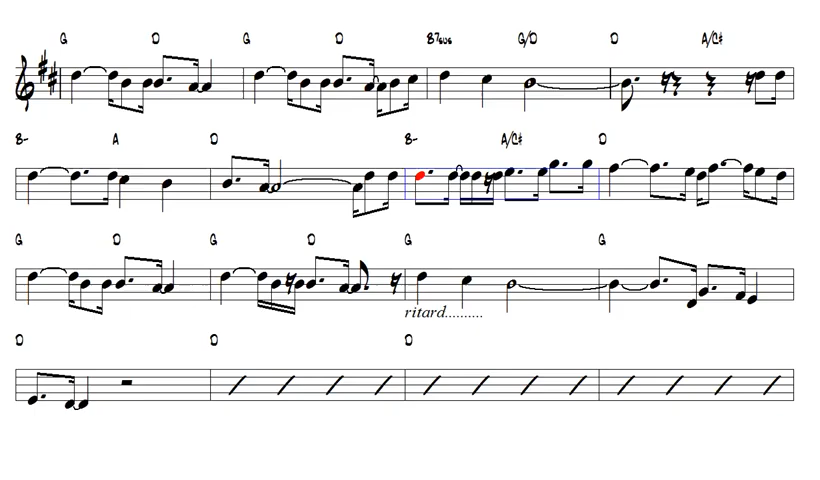 G D G D B7sus G/D D A/C#
B- A D B- A/C# D
G D G D G G
ritard..........
D D D